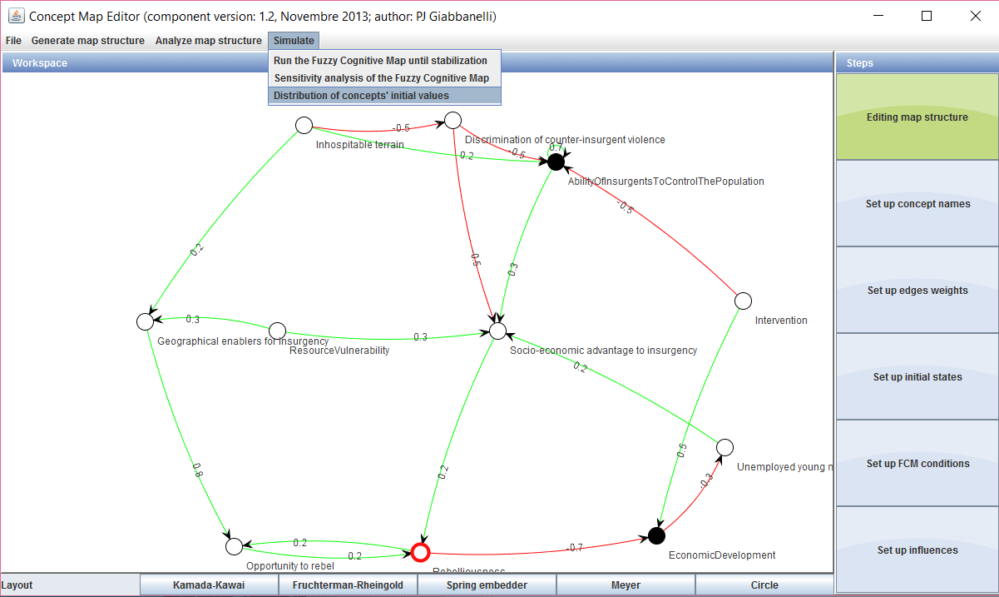 Concept Map Editor (component version: 1.2, Novembre 2013; author: PJ Giabbanelli)
File Generate map structure Analyze map structure Simulate
Run the Fuzzy Cognitive Map until stabilization
Sensitivity analysis of the Fuzzy Cognitive Map
Distribution of concepts' initial values
Workspace
Steps
Editing map structure
Set up concept names
Set up edges weights
Set up initial states
Set up FCM conditions
Set up influences
-0.5
Inhospitable terrain
Discrimination of counter-insurgent violence
0.7
0.2
-0.6
AbilityOfInsurgentsToControlThePopulation
-0.5
0.2
0.3
Intervention
0.3
Geographical enablers for insurgency
0.3
ResourceVulnerability
Socio-economic advantage to insurgency
0.2
0.5
Unemployed young
0.8
0.2
-0.3
0.2
0.2
-0.7
Opportunity to rebel
Rebelliousness
EconomicDevelopment
Layout Kamada-Kawai Fruchterman-Rheingold Spring embedder Meyer Circle